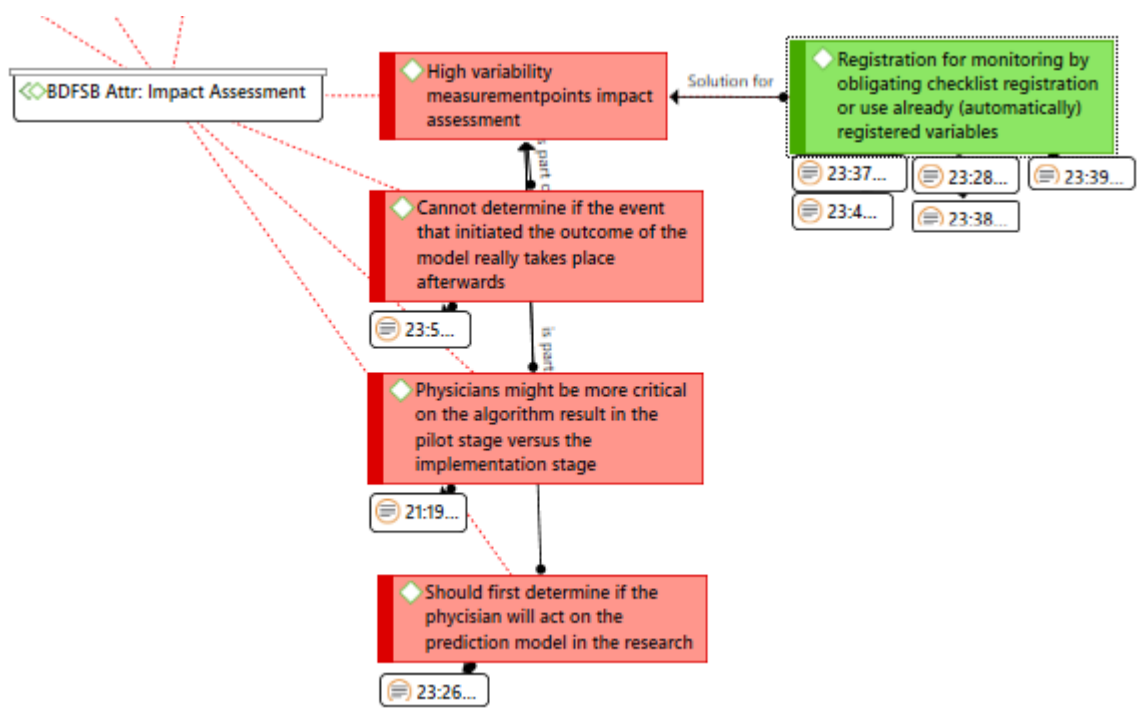 BDFSB Attr: Impact Assessment
High variability
measurementpoints impact
assessment
Solution for
Registration for monitoring by
obligating checklist registration
or use already (automatically)
registered variables
23:37...
23:28...
23:39...
23:4...
23:38...
is part o
Cannot determine if the event
that initiated the outcome of the
model really takes place
afterwards
23:5...
is part
Physicians might be more critical
on the algorithm result in the
pilot stage versus the
implementation stage
21:19...
Should first determine if the
phycisian will act on the
prediction model in the research
23:26...